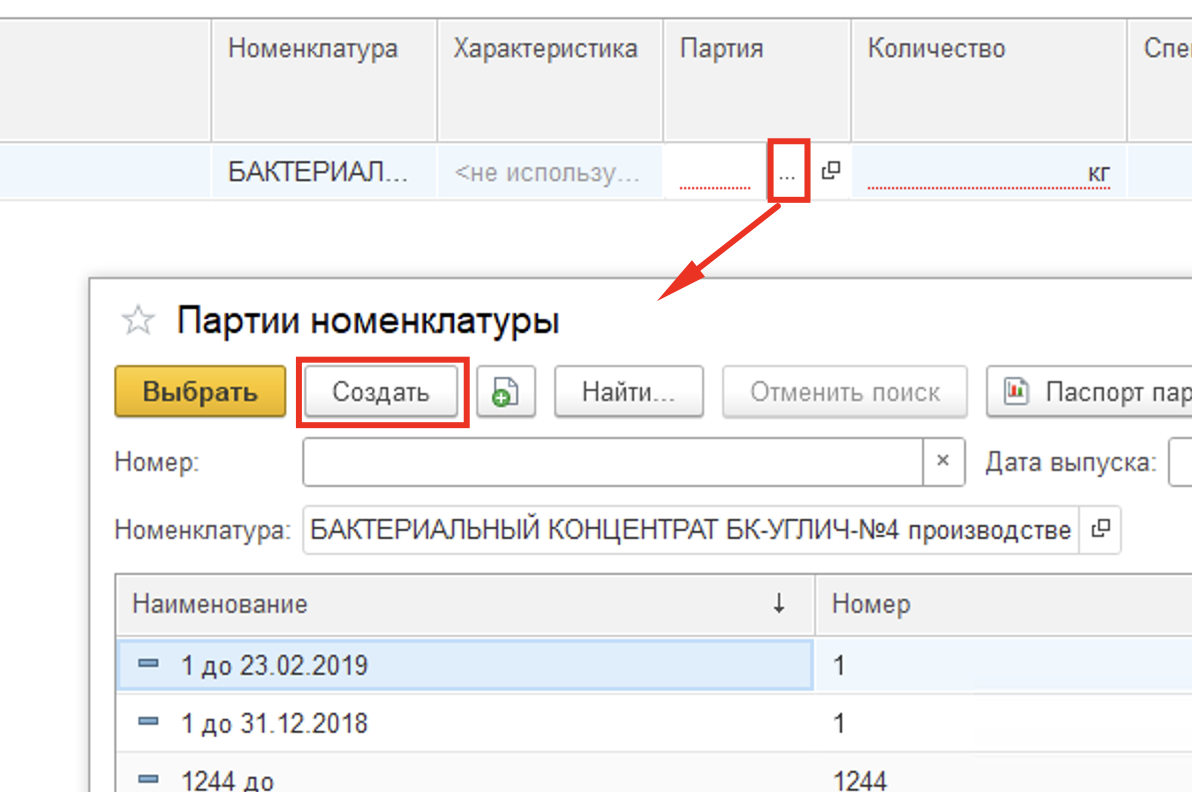 Номенклатура Характеристика Партия Количество
БАКТЕРИАЛ... <не использу... ... кг
Партии номенклатуры
Выбрать Создать Найти... Отменить поиск Паспорт пар
Номер: × Дата выпуска:
Номенклатура: БАКТЕРИАЛЬНЫЙ КОНЦЕНТРАТ БК-УГЛИЧ-№4 производстве
Наименование ↓ Номер
1 до 23.02.2019 1
1 до 31.12.2018 1
1244 до 1244